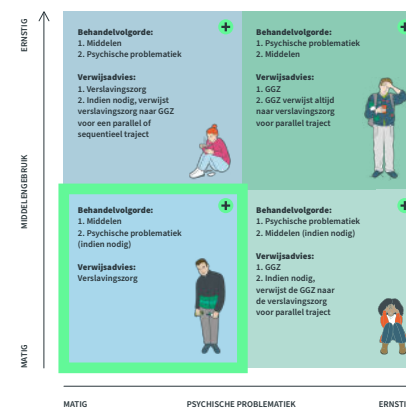 ERNSTIG
MIDDELENGEBRUIK
MATIG
Behandelvolgorde:
1. Middelen
2. Psychische problematiek
Verwijsadvies:
1. Verslavingszorg
2. Indien nodig, verwijst
verslavingszorg naar GGZ
voor een parallel of
sequentieel traject
+
Behandelvolgorde:
1. Psychische problematiek
2. Middelen
Verwijsadvies:
1. GGZ
2. GGZ verwijst altijd
naar verslavingszorg
voor parallel traject
+
Behandelvolgorde:
1. Middelen
2. Psychische problematiek
(indien nodig)
Verwijsadvies:
Verslavingszorg
+
Behandelvolgorde:
1. Psychische problematiek
2. Middelen (indien nodig)
Verwijsadvies:
1. GGZ
2. Indien nodig,
verwijst de GGZ naar
de verslavingszorg
voor parallel traject
+
MATIG
PSYCHISCHE PROBLEMATIEK
ERNSTI